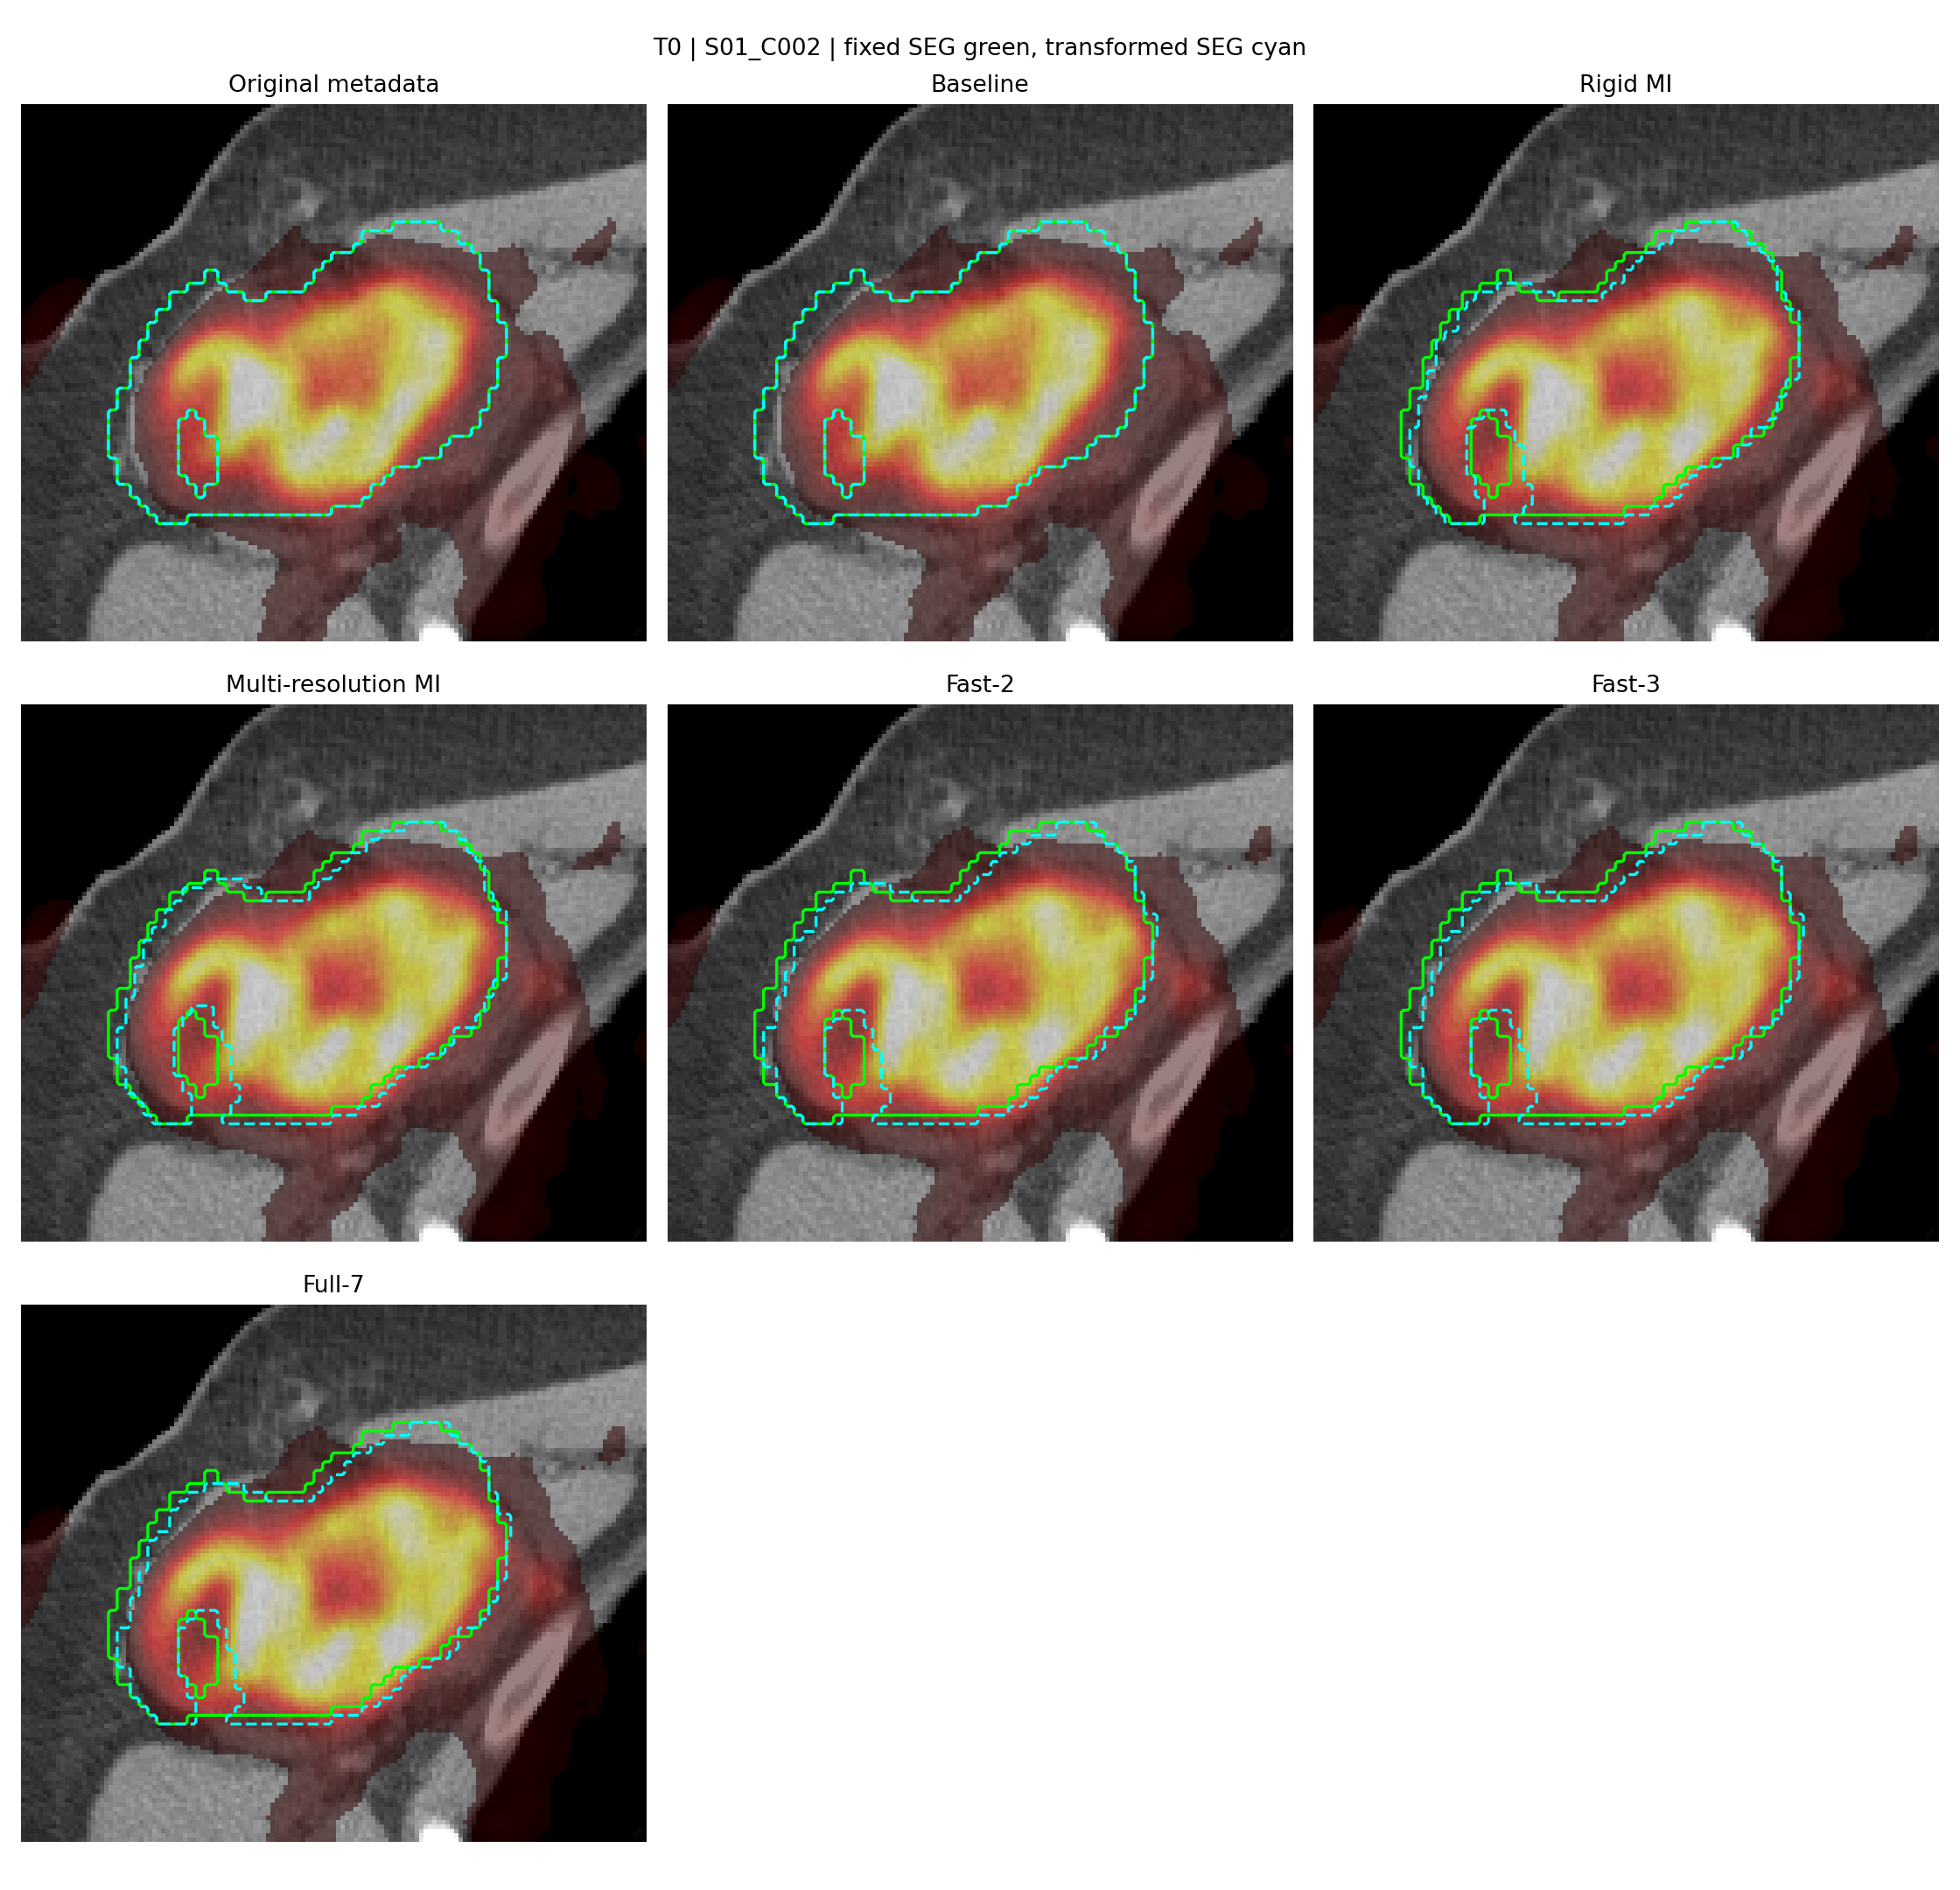 T0 | S01_C002 | fixed SEG green, transformed SEG cyan
Original metadata
Baseline
Rigid MI
Multi-resolution MI
Fast-2
Fast-3
Full-7